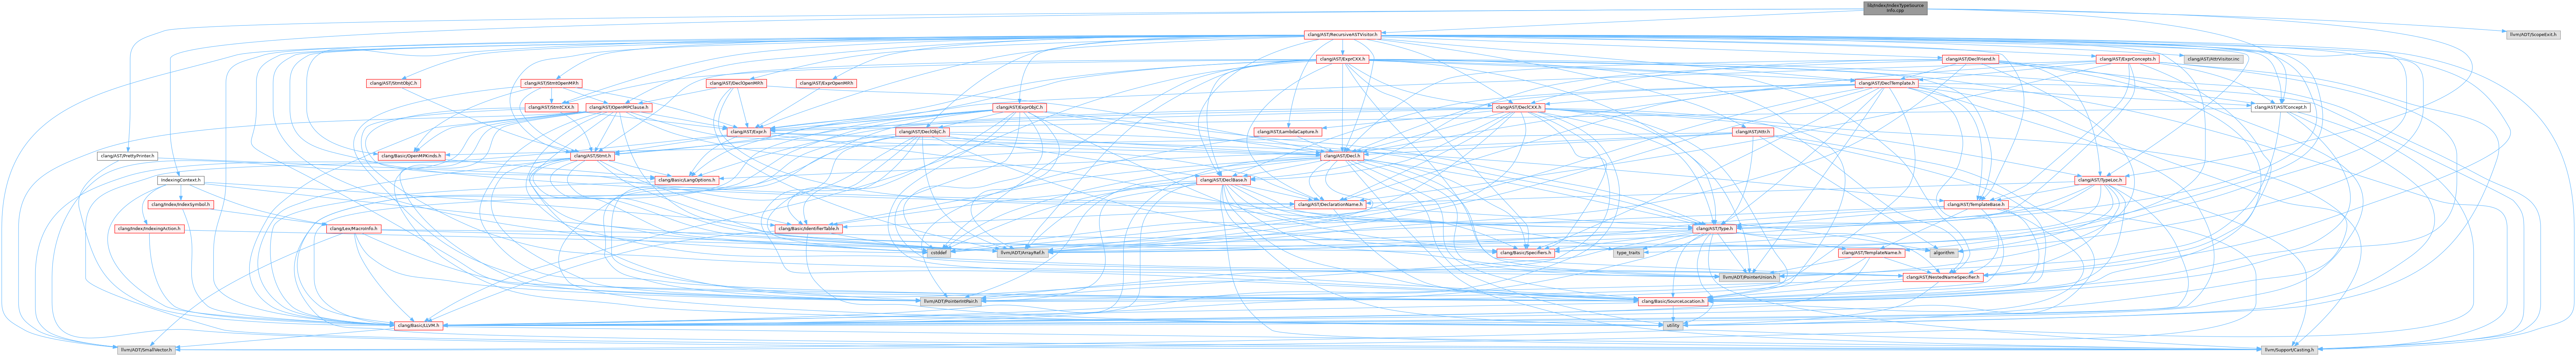 lib/Index/IndexTypeSource
Info.cpp
clang/AST/RecursiveASTVisitor.h
llvm/ADT/ScopeExit.h
clang/AST/ExprCXX.h
clang/AST/DeclFriend.h
clang/AST/ExprConcepts.h
clang/AST/AttrVisitor.inc
clang/AST/StmtObjC.h
clang/AST/StmtOpenMP.h
clang/AST/DeclOpenMP.h
clang/AST/ExprOpenMP.h
clang/AST/DeclTemplate.h
clang/AST/StmtCXX.h
clang/AST/OpenMPClause.h
clang/AST/ExprObjC.h
clang/AST/DeclCXX.h
clang/AST/ASTConcept.h
clang/AST/Expr.h
clang/AST/DeclObjC.h
clang/AST/LambdaCapture.h
clang/AST/Attr.h
clang/AST/PrettyPrinter.h
clang/Basic/OpenMPKinds.h
clang/AST/Stmt.h
clang/AST/Decl.h
IndexingContext.h
clang/Basic/LangOptions.h
clang/AST/DeclBase.h
clang/AST/TypeLoc.h
clang/Index/IndexSymbol.h
clang/AST/DeclarationName.h
clang/AST/TemplateBase.h
clang/Index/IndexingAction.h
clang/Lex/MacroInfo.h
clang/Basic/IdentifierTable.h
clang/AST/Type.h
cstddef
llvm/ADT/ArrayRef.h
clang/Basic/Specifiers.h
type_traits
clang/AST/TemplateName.h
algorithm
llvm/ADT/PointerUnion.h
clang/AST/NestedNameSpecifier.h
llvm/ADT/PointerIntPair.h
clang/Basic/SourceLocation.h
clang/Basic/LLVM.h
utility
llvm/ADT/SmallVector.h
llvm/Support/Casting.h